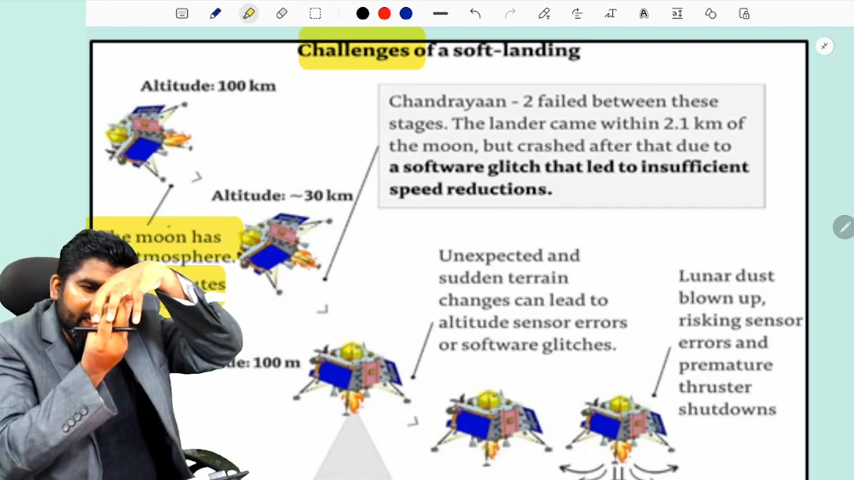 Challenges of a soft-landing
Altitude: 100 km
Chandrayaan - 2 failed between these
stages. The lander came within 2.1 km of
the moon, but crashed after that due to
a software glitch that led to insufficient
speed reductions.
Altitude: ~30 km
moon has
Unexpected and
sudden terrain
changes can lead to
altitude sensor errors
or software glitches.
Lunar dust
blown up,
risking sensor
errors and
premature
thruster
shutdowns
100 m